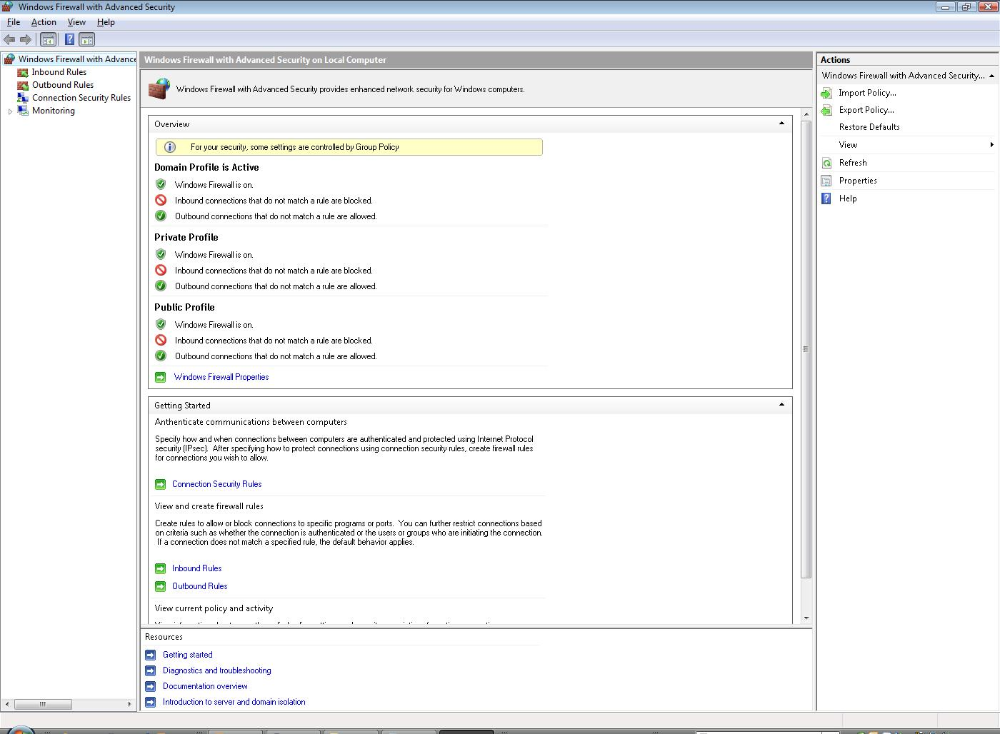 Windows Firewall with Advanced Security
File Action View Help
Windows Firewall with Advance
Inbound Rules
Outbound Rules
Connection Security Rules
Monitoring
Windows Firewall with Advanced Security on Local Computer
Windows Firewall with Advanced Security provides enhanced network security for Windows computers.
Overview
For your security, some settings are controlled by Group Policy
Domain Profile is Active
Windows Firewall is on.
Inbound connections that do not match a rule are blocked.
Outbound connections that do not match a rule are allowed.
Private Profile
Windows Firewall is on.
Inbound connections that do not match a rule are blocked.
Outbound connections that do not match a rule are allowed.
Public Profile
Windows Firewall is on.
Inbound connections that do not match a rule are blocked.
Outbound connections that do not match a rule are allowed.
Windows Firewall Properties
Getting Started
Authenticate communications between computers
Specify how and when connections between computers are authenticated and protected using Internet Protocol
security (IPsec). After specifying how to protect connections using connection security rules, create firewall rules
for connections you wish to allow.
Connection Security Rules
View and create firewall rules
Create rules to allow or block connections to specific programs or ports. You can further restrict connections based
on criteria such as whether the connection is authenticated or the users or groups who are initiating the connection.
If a connection does not match a specified rule, the default behavior applies.
Inbound Rules
Outbound Rules
View current policy and activity
Resources
Getting started
Diagnostics and troubleshooting
Documentation overview
Introduction to server and domain isolation
Actions
Windows Firewall with Advanced Security...
Import Policy...
Export Policy...
Restore Defaults
View
Refresh
Properties
Help